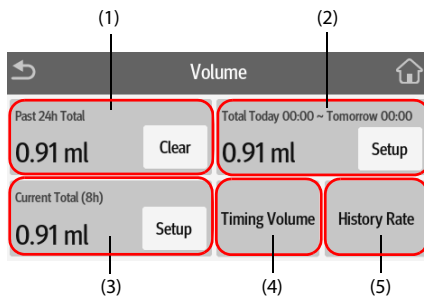 (1)
(2)
Volume
Past 24h Total
0.91 ml
Clear
Total Today 00:00 ~ Tomorrow 00:00
0.91 ml
Setup
Current Total (8h)
0.91 ml
Setup
Timing Volume
History Rate
(3)
(4)
(5)